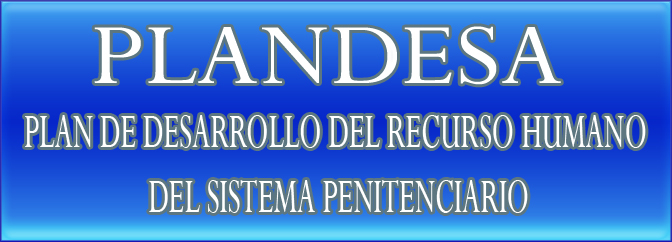 PLANDESA
PLAN DE DESARROLLO DEL RECURSO HUMANO
DEL SISTEMA PENITENCIARIO